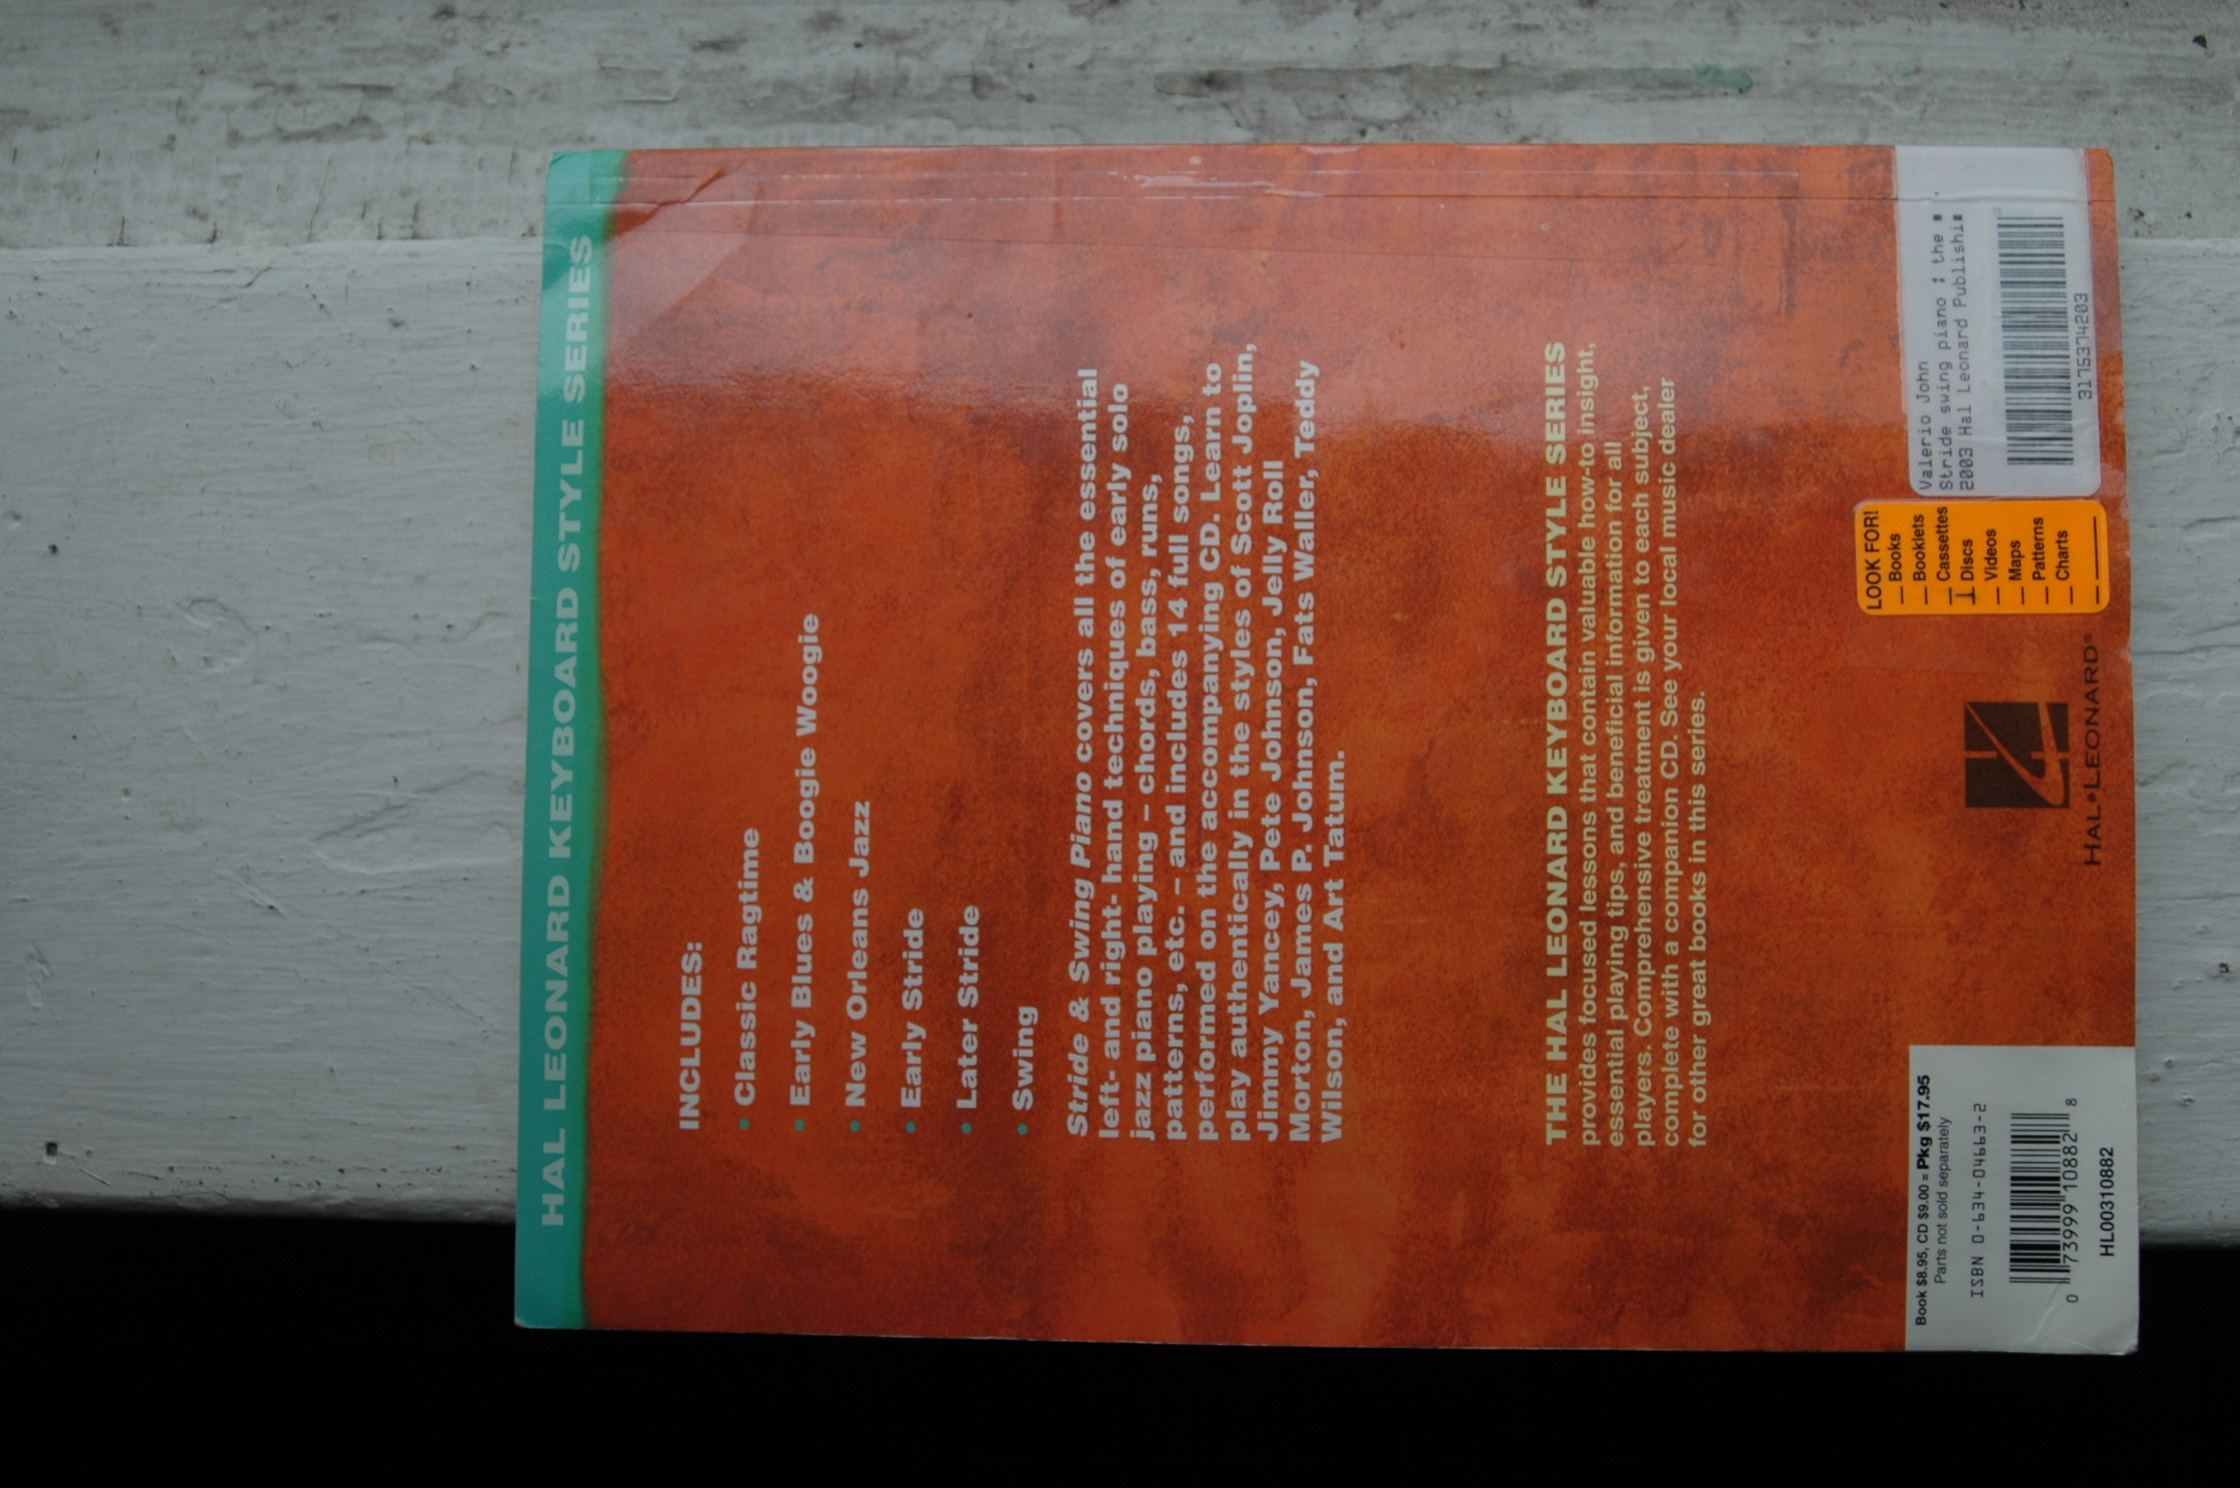 HAL LEONARD KEYBOARD STYLE SERIES
INCLUDES:
• Classic Ragtime
• Early Blues & Boogie Woogie
• New Orleans Jazz
• Early Stride
• Later Stride
• Swing
Stride & Swing Piano covers all the essential
left- and right- hand techniques of early solo
jazz piano playing – chords, bass, runs,
patterns, etc. – and includes 14 full songs,
performed on the accompanying CD. Learn to
play authentically in the styles of Scott Joplin,
Jimmy Yancey, Pete Johnson, Jelly Roll
Morton, James P. Johnson, Fats Waller, Teddy
Wilson, and Art Tatum.
THE HAL LEONARD KEYBOARD STYLE SERIES
provides focused lessons that contain valuable how-to insight,
essential playing tips, and beneficial information for all
players. Comprehensive treatment is given to each subject,
complete with a companion CD. See your local music dealer
for other great books in this series.
Book $8.95, CD $9.00 = Pkg $17.95
Parts not sold separately
ISBN 0-634-04663-2
0 73999 10882 8
HL00310882
HAL•LEONARD®
LOOK FOR!
Books
Booklets
Cassettes
1 Discs
Videos
Maps
Patterns
Charts
Valerio John
Stride swing piano : the
2003 Hal Leonard Publishi
3175374203